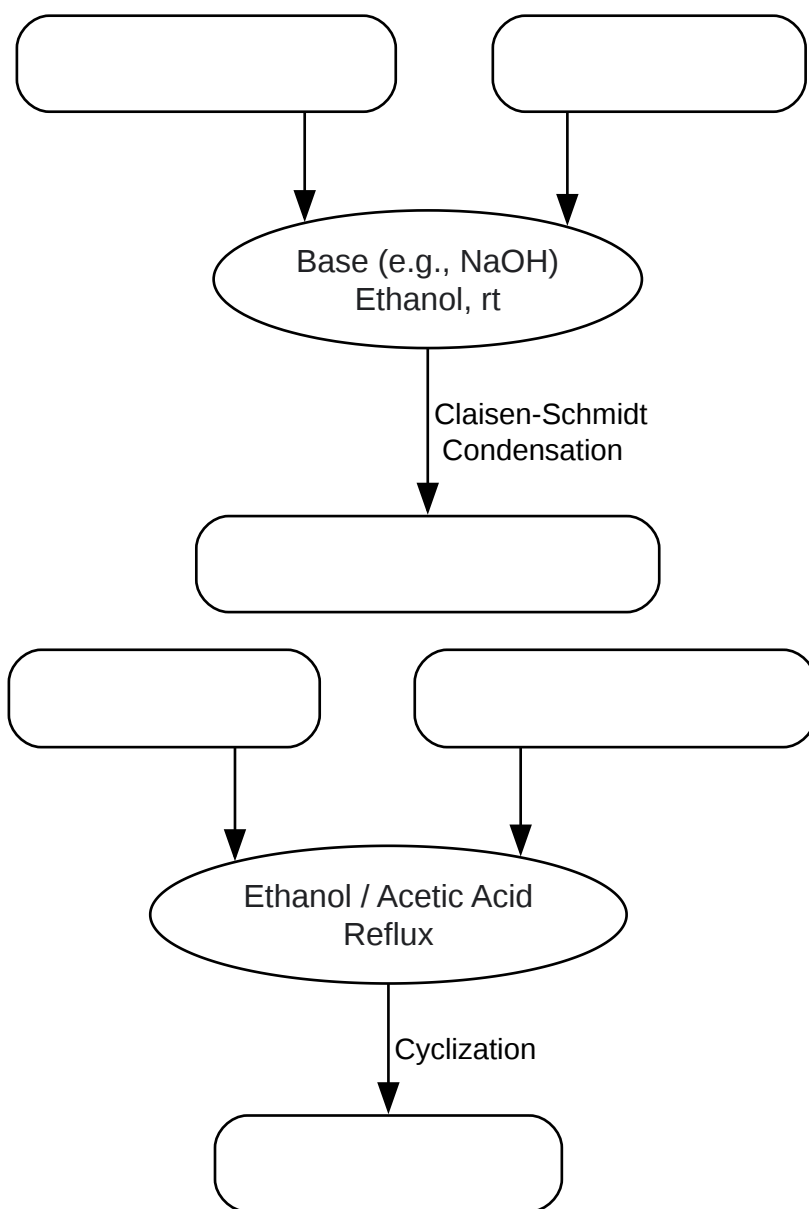 Base (e.g., NaOH)
Ethanol, rt
Claisen-Schmidt
Condensation
Ethanol / Acetic Acid
Reflux
Cyclization